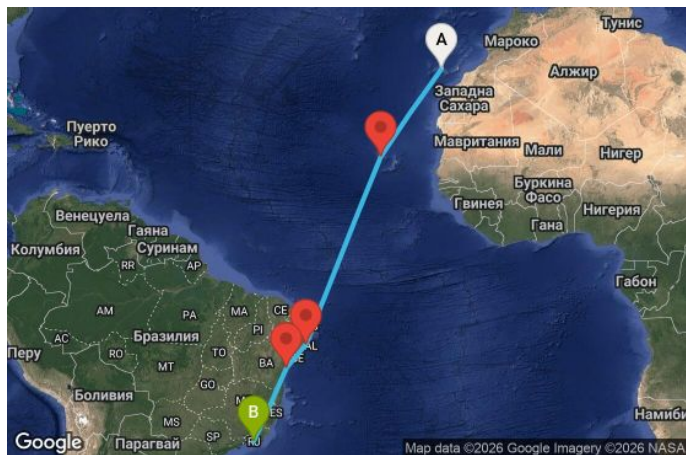 A
Тунис
Мароко
Алжир
Западна
Сахара
Пуерто
Рико
Мавритания
Мали
Нигер
Буркина
Фасо
Гвинея
Нигерия
Гана
Венецуела
Гаяна
Суринам
Колумбия
RR
AP
Габон
AM
PA
MA
CE
PI
AL
AC
Бразилия
TO
BA
SE
Перу
RO
MT
GO
Боливия
M
ES
B
MS
SP
RJ
Парагвай
Намиби
Google
Map data ©2026 Google Imagery ©2026 NASA